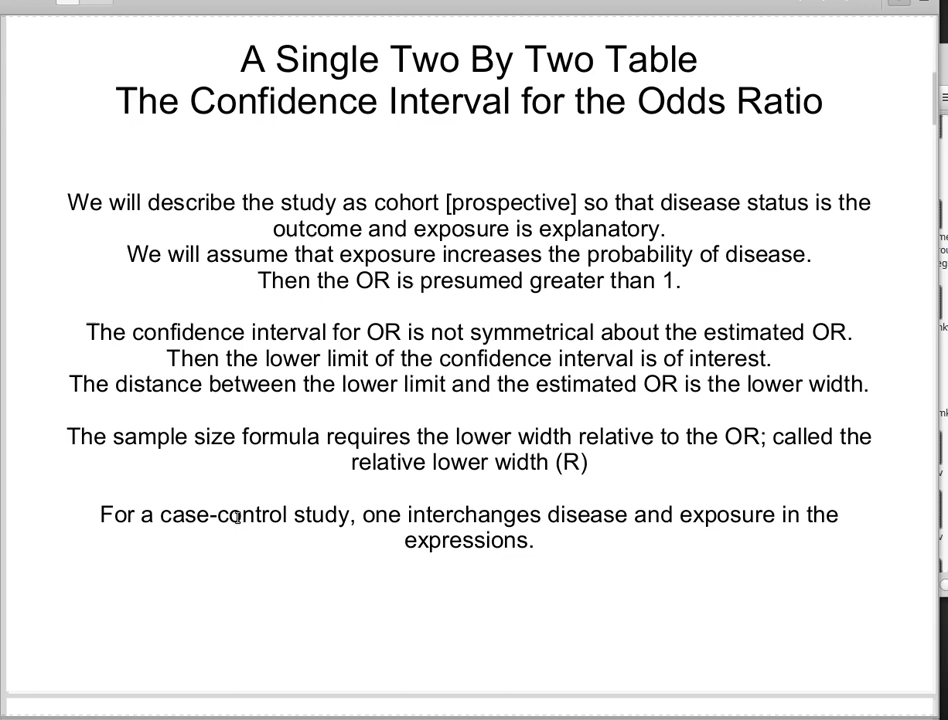 A Single Two By Two Table
The Confidence Interval for the Odds Ratio
We will describe the study as cohort [prospective] so that disease status is the
outcome and exposure is explanatory.
We will assume that exposure increases the probability of disease.
Then the OR is presumed greater than 1.
The confidence interval for OR is not symmetrical about the estimated OR.
Then the lower limit of the confidence interval is of interest.
The distance between the lower limit and the estimated OR is the lower width.
The sample size formula requires the lower width relative to the OR; called the
relative lower width (R)
For a case-control study, one interchanges disease and exposure in the
expressions.